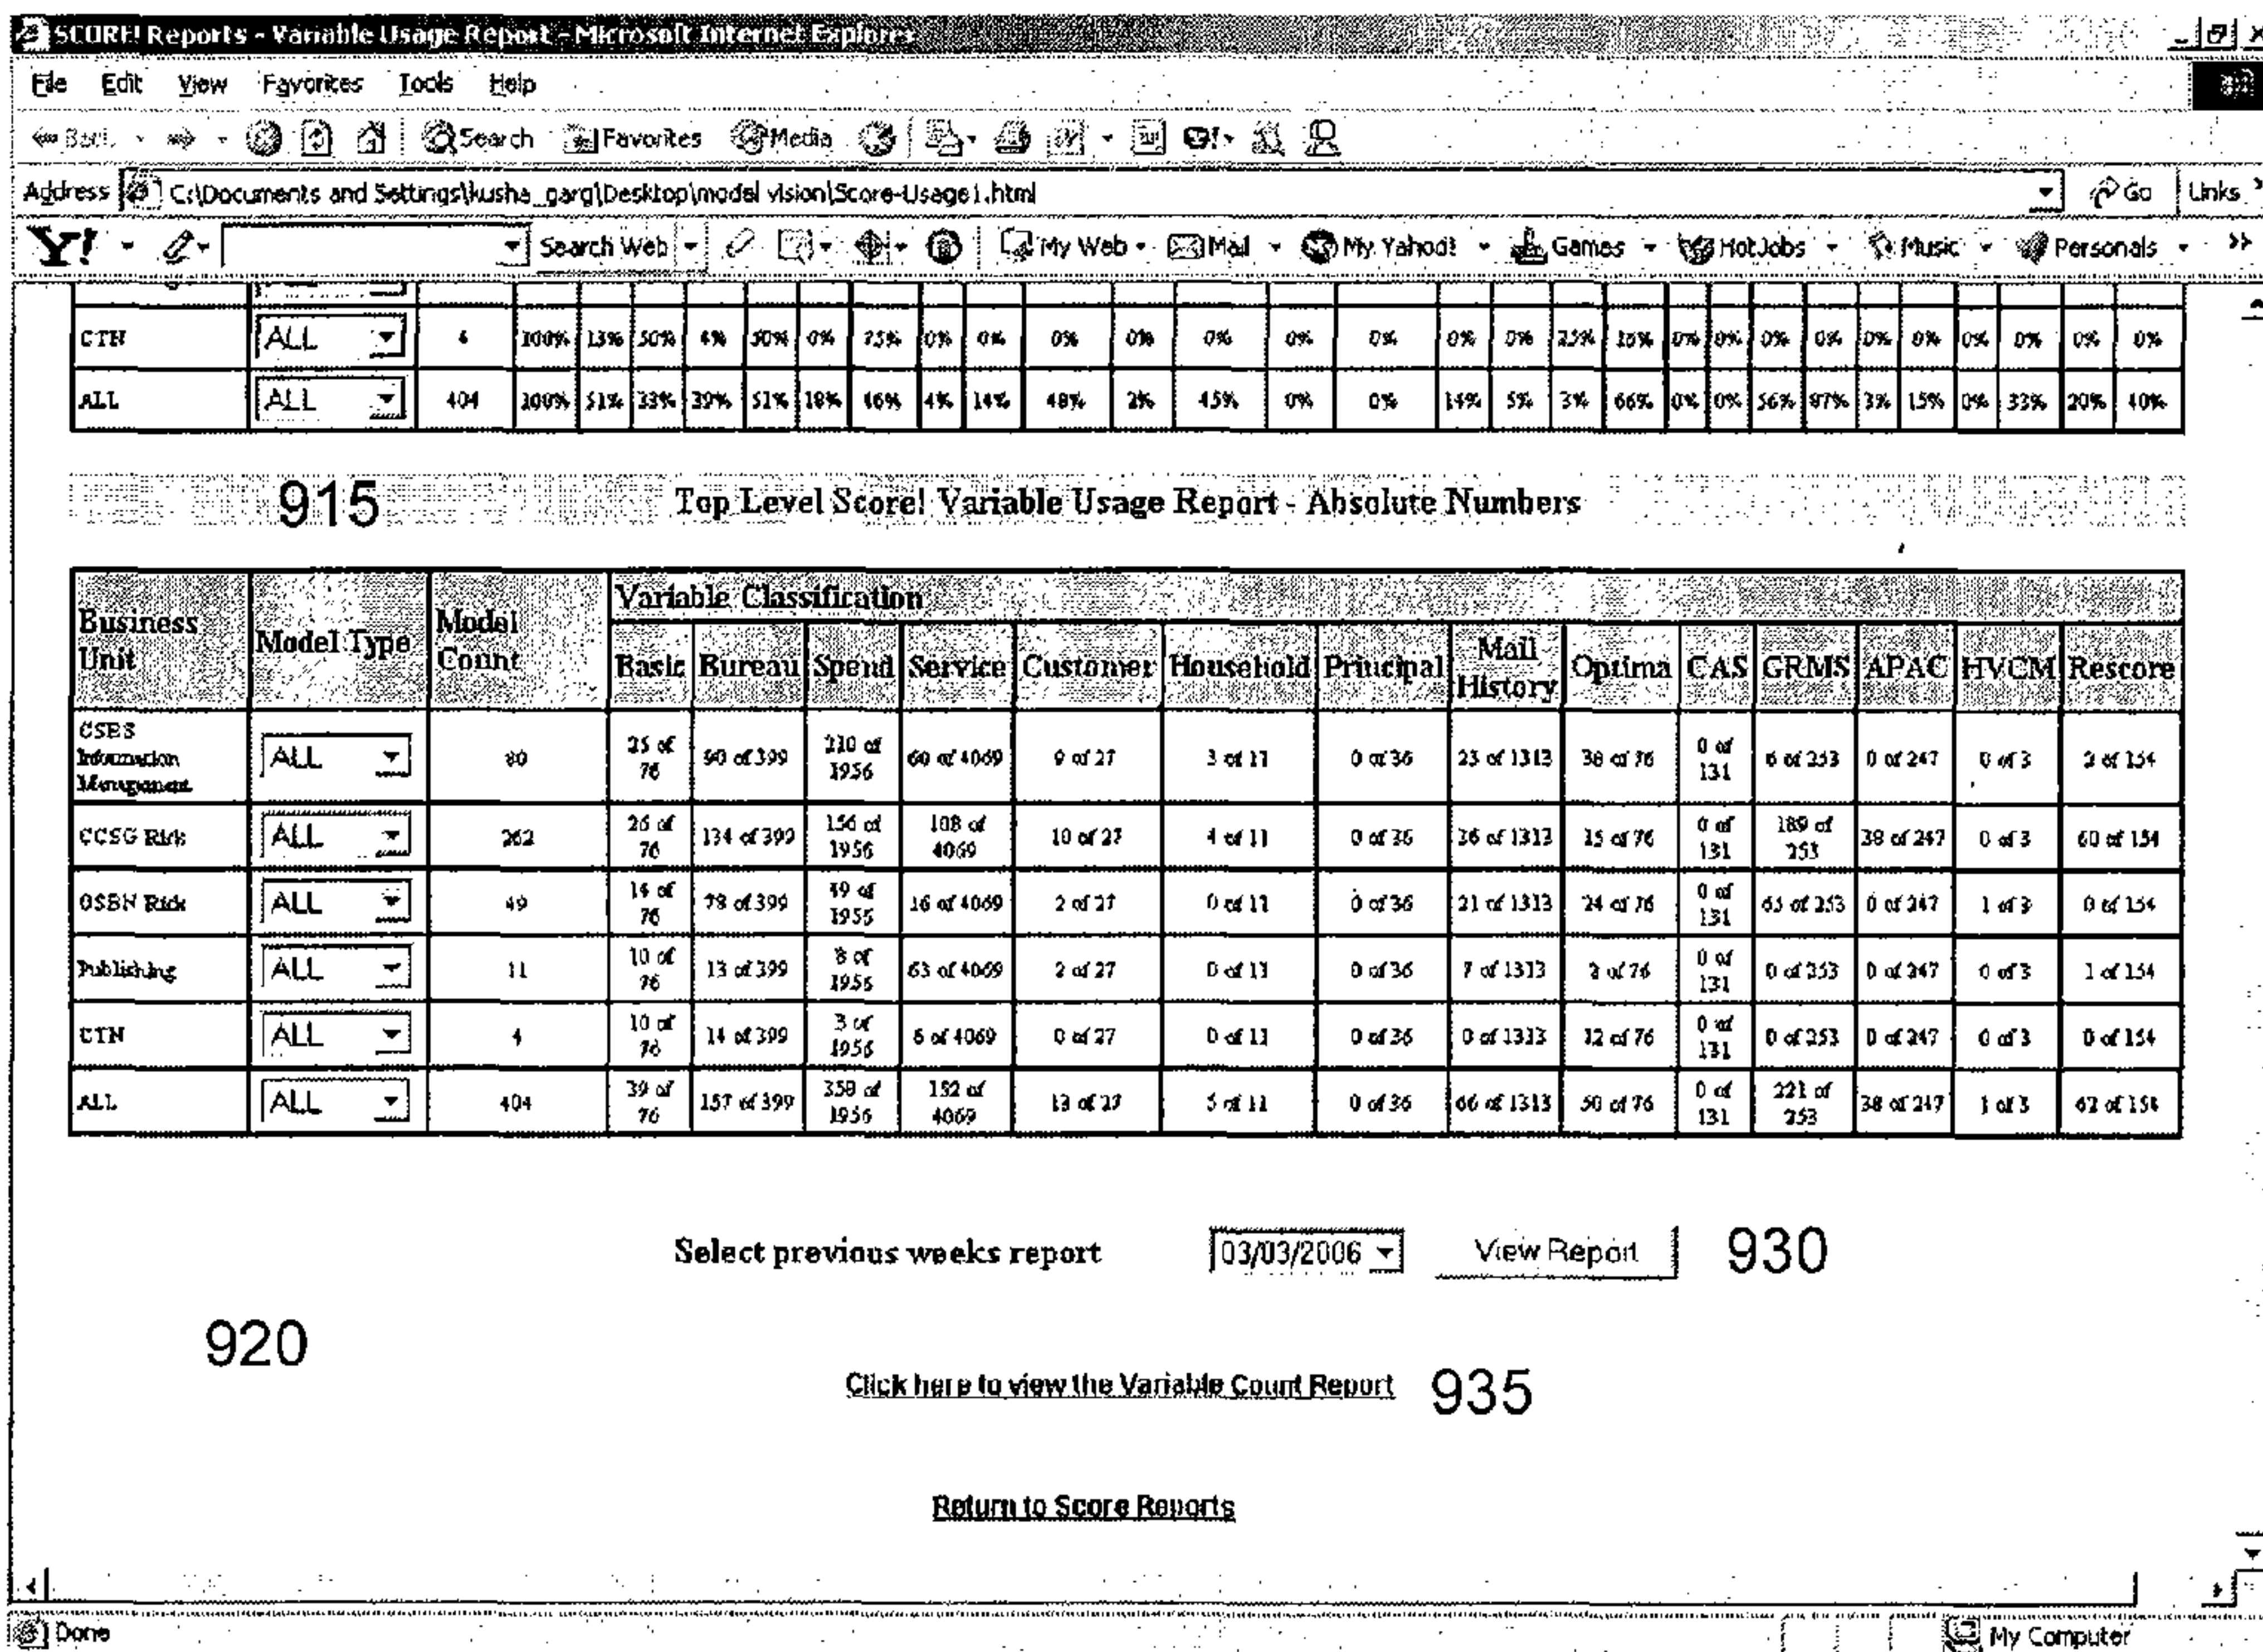 SCORE! Reports - Variable Usage Report - Microsoft Internet Explorer
File Edit View Favorites Tools Help
Back Search Favorites Media
Address C:\Documents and Settings\kusha_garg\Desktop\model vision\Score-Usage1.html Go Links
Y! Search Web My Web Mail My Yahoo! Games HotJobs Music Personals
CTN ALL 4 100% 13% 50% 4% 50% 0% 75% 0% 0% 0% 0% 0% 0% 0% 0% 0% 25% 0% 0% 0% 0% 0% 0% 0% 0% 0% 0%
ALL ALL 404 100% 51% 33% 39% 51% 18% 46% 4% 14% 48% 2% 45% 0% 0% 14% 5% 3% 66% 0% 0% 56% 87% 3% 15% 0% 33% 20% 40%
915 Top Level Score! Variable Usage Report - Absolute Numbers
Business Unit Model Type Model Count Variable Classification
Basic Bureau Spend Service Customer Household Principal Mail History Optima CAS GRMS APAC HVCM Rescore
CSBS Information Management ALL 80 25 of 76 90 of 399 210 of 1956 60 of 4069 9 of 27 3 of 11 0 of 36 23 of 1313 38 of 76 0 of 131 6 of 253 0 of 247 0 of 3 2 of 154
CCSG Risk ALL 262 26 of 76 134 of 399 156 of 1956 108 of 4069 10 of 27 4 of 11 0 of 36 36 of 1313 15 of 76 0 of 131 189 of 253 38 of 247 0 of 3 60 of 154
OSBN Risk ALL 49 14 of 76 78 of 399 49 of 1956 16 of 4069 2 of 27 0 of 11 0 of 36 21 of 1313 24 of 76 0 of 131 65 of 253 0 of 247 1 of 3 0 of 154
Publishing ALL 11 10 of 76 13 of 399 8 of 1956 63 of 4069 2 of 27 0 of 11 0 of 36 7 of 1313 2 of 76 0 of 131 0 of 253 0 of 247 0 of 3 1 of 154
CTN ALL 4 10 of 76 14 of 399 3 of 1956 6 of 4069 0 of 27 0 of 11 0 of 36 0 of 1313 12 of 76 0 of 131 0 of 253 0 of 247 0 of 3 0 of 154
ALL ALL 404 39 of 76 157 of 399 358 of 1956 182 of 4069 13 of 27 5 of 11 0 of 36 66 of 1313 50 of 76 0 of 131 221 of 253 38 of 247 1 of 3 62 of 154
Select previous weeks report 03/03/2006 View Report 930
920
Click here to view the Variable Count Report 935
Return to Score Reports
Done My Computer